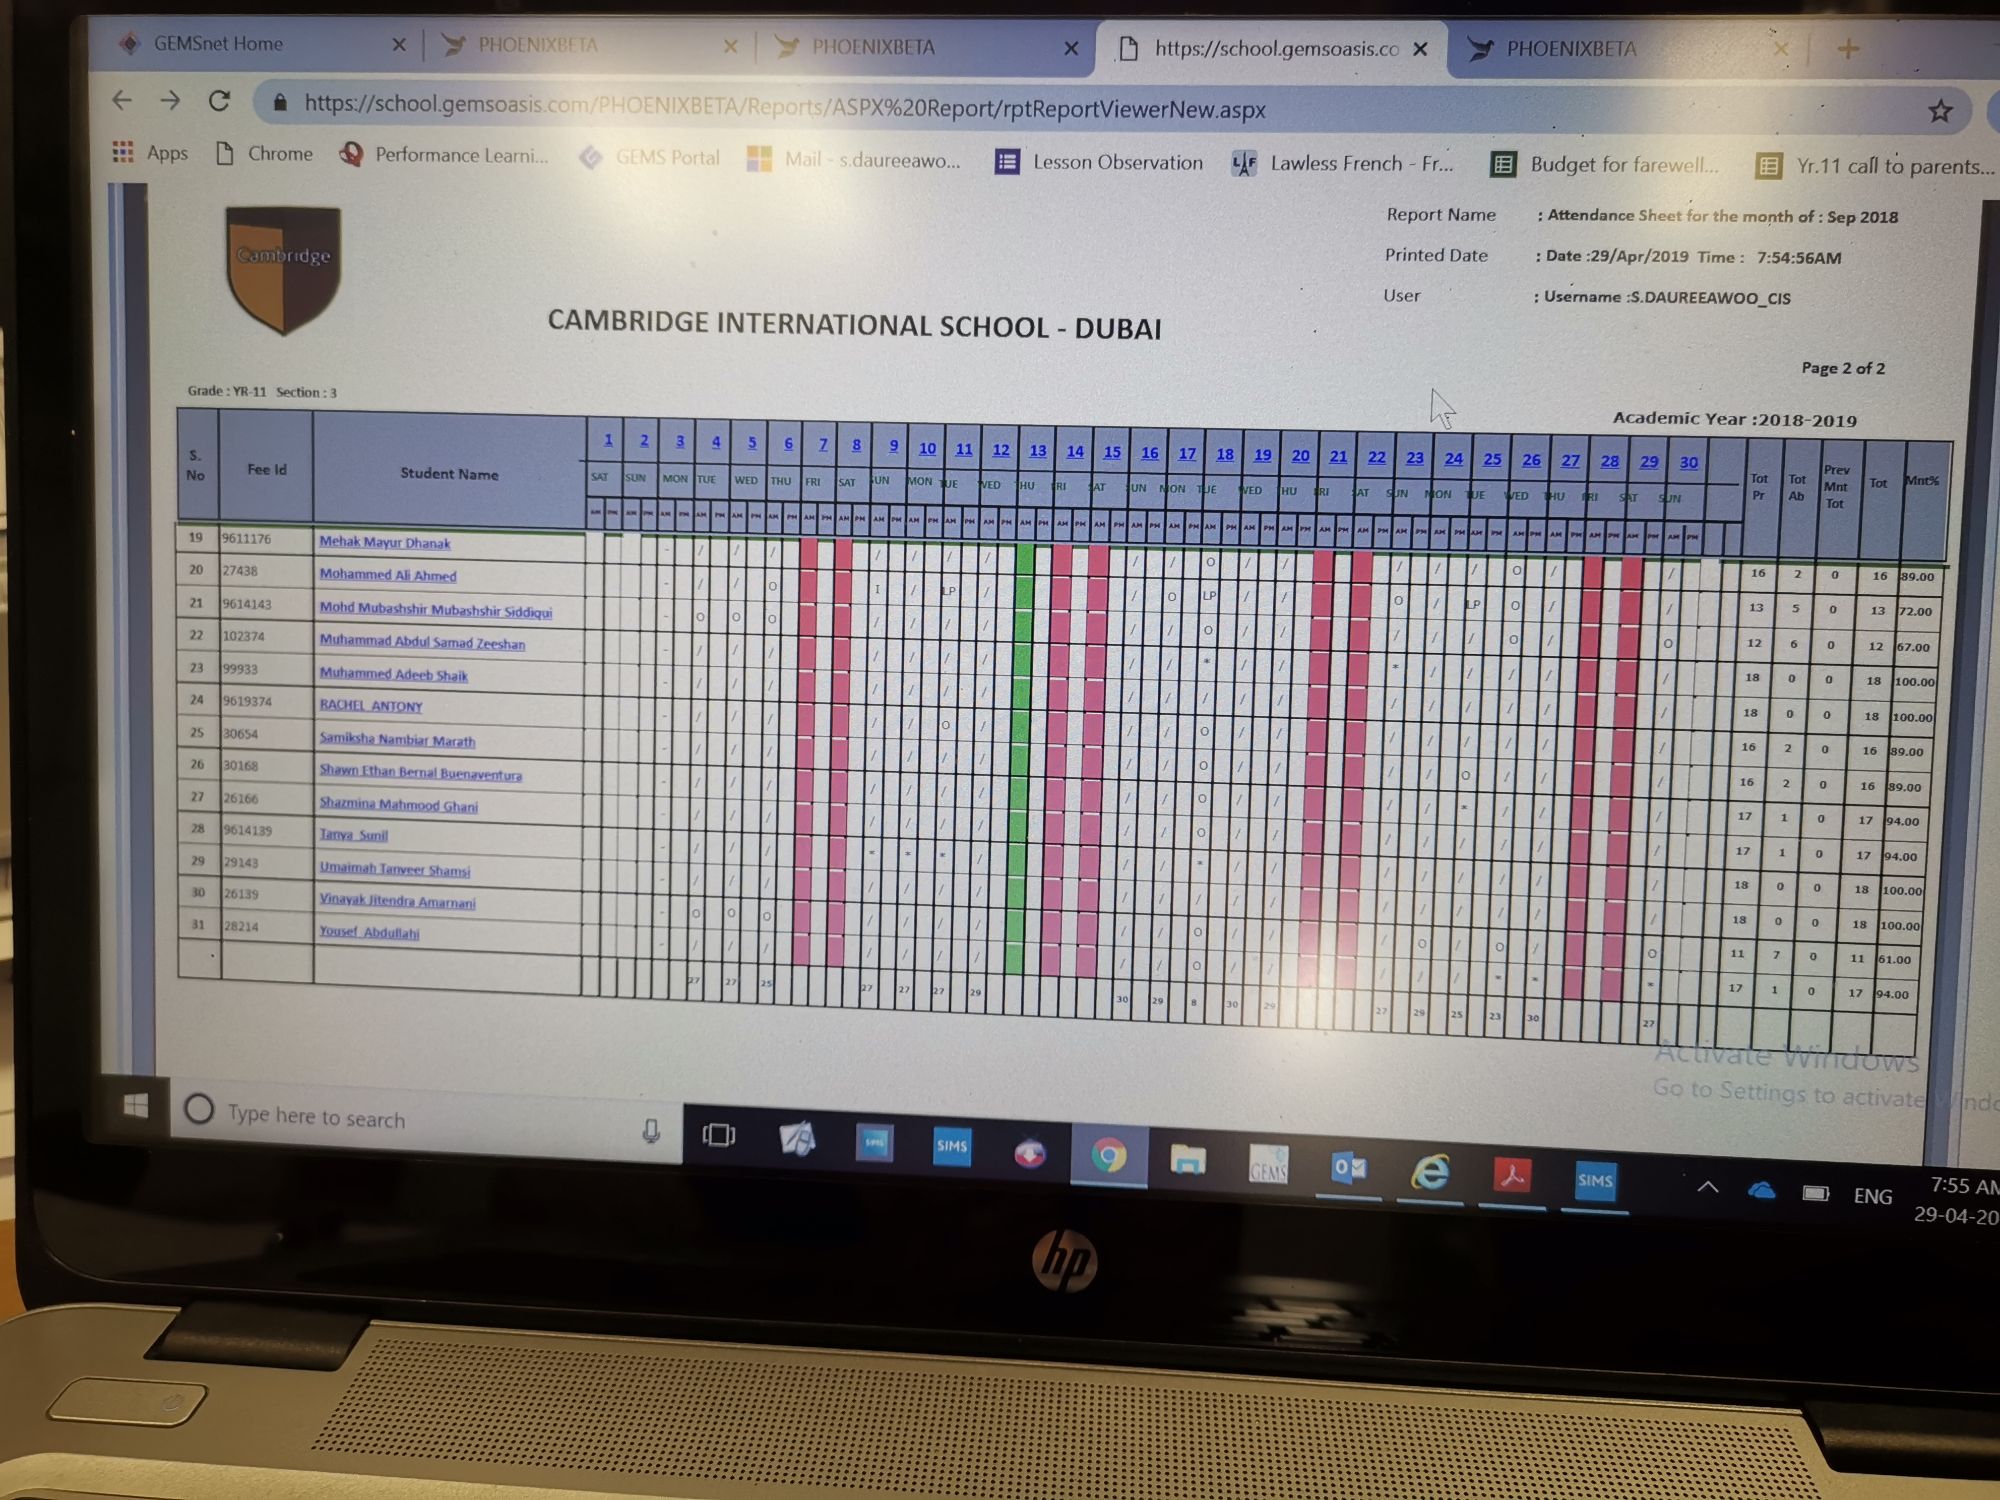 GEMSnet Home
PHOENIXBETA
PHOENIXBETA
https://school.gemsoasis.co
PHOENIXBETA
https://school.gemsoasis.com/PHOENIXBETA/Reports/ASPX%20Report/rptReportViewerNew.aspx
Apps Chrome Performance Learni... GEMS Portal Mail - s.daureeawo... Lesson Observation Lawless French - Fr... Budget for farewell... Yr.11 call to parents...
Cambridge
Report Name : Attendance Sheet for the month of : Sep 2018
Printed Date : Date :29/Apr/2019 Time : 7:54:56AM
User : Username :S.DAUREEAWOO_CIS
CAMBRIDGE INTERNATIONAL SCHOOL - DUBAI
Page 2 of 2
Grade : YR-11 Section : 3
Academic Year :2018-2019
S. No Fee Id Student Name 1 2 3 4 5 6 7 8 9 10 11 12 13 14 15 16 17 18 19 20 21 22 23 24 25 26 27 28 29 30 Tot Pr Tot Ab Prev Mnt Tot Tot Mnt%
SAT SUN MON TUE WED THU FRI SAT SUN MON TUE WED THU FRI SAT SUN MON TUE WED THU FRI SAT SUN MON TUE WED THU FRI SAT SUN
19 9611176 Mehak Mayur Dhanak 16 2 0 16 89.00
20 27438 Mohammed Ali Ahmed 13 5 0 13 72.00
21 9614143 Mohd Mubashshir Mubashshir Siddiqui 12 6 0 12 67.00
22 102374 Muhammad Abdul Samad Zeeshan 18 0 0 18 100.00
23 99933 Muhammed Adeeb Shaik 18 0 0 18 100.00
24 9619374 RACHEL ANTONY 16 2 0 16 89.00
25 30654 Samiksha Nambiar Marath 16 2 0 16 89.00
26 30168 Shawn Ethan Bernal Buenaventura 17 1 0 17 94.00
27 26166 Shazmina Mahmood Ghani 17 1 0 17 94.00
28 9614139 Tanya Sunil 18 0 0 18 100.00
29 29143 Umaimah Tanveer Shamsi 18 0 0 18 100.00
30 26139 Vinayak Jitendra Amarnani 11 7 0 11 61.00
31 28214 Yousef Abdullahi 17 1 0 17 94.00
27 27 25 27 27 27 29 30 29 8 30 29 27 29 25 23 30 27
Activate Windows
Go to Settings to activate
Type here to search
SIMS
GEMS
SIMS
ENG
7:55 AM
29-04-20
hp